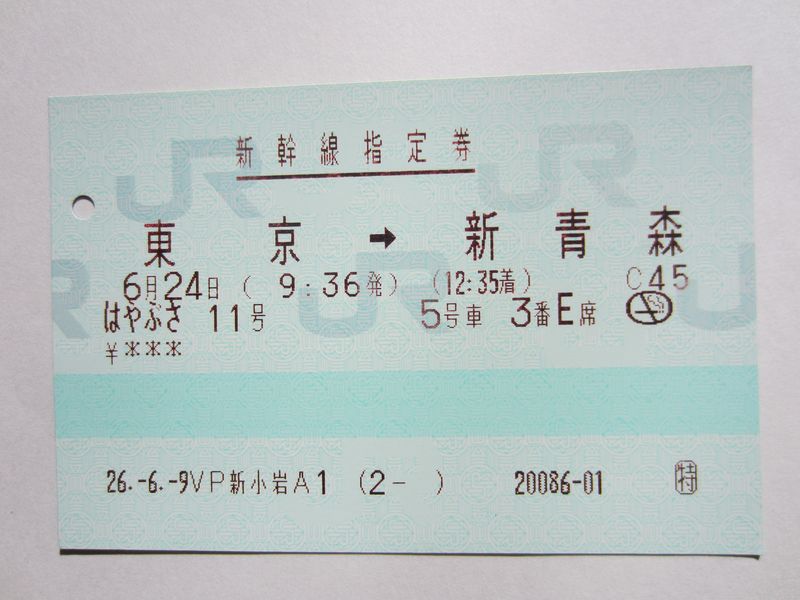 新幹線指定券
東京 → 新青森
6月24日 ( 9:36発) (12:35着) C45
はやぶさ 11号 5号車 3番E席
¥***
26.-6.-9VP新小岩A1 (2- ) 20086-01 特